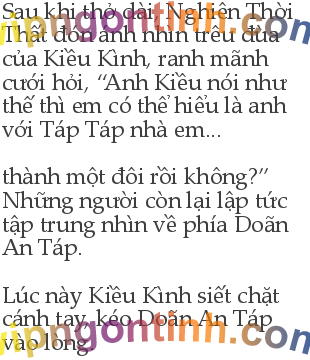 Sau khi thở dài, Nghiên Thời
Thất đón ánh nhìn trêu đùa
của Kiều Kình, ranh mãnh
cưới hỏi, “Anh Kiều nói như
thế thì em có thể hiểu là anh
với Táp Táp nhà em...
thành một đôi rồi không?”
Những người còn lại lập tức
tập trung nhìn về phía Doãn
An Táp.
Lúc này Kiều Kình siết chặt
cánh tay, kéo Doãn An Táp
vào lòng
vipngontinh.com
vipngontinh.com